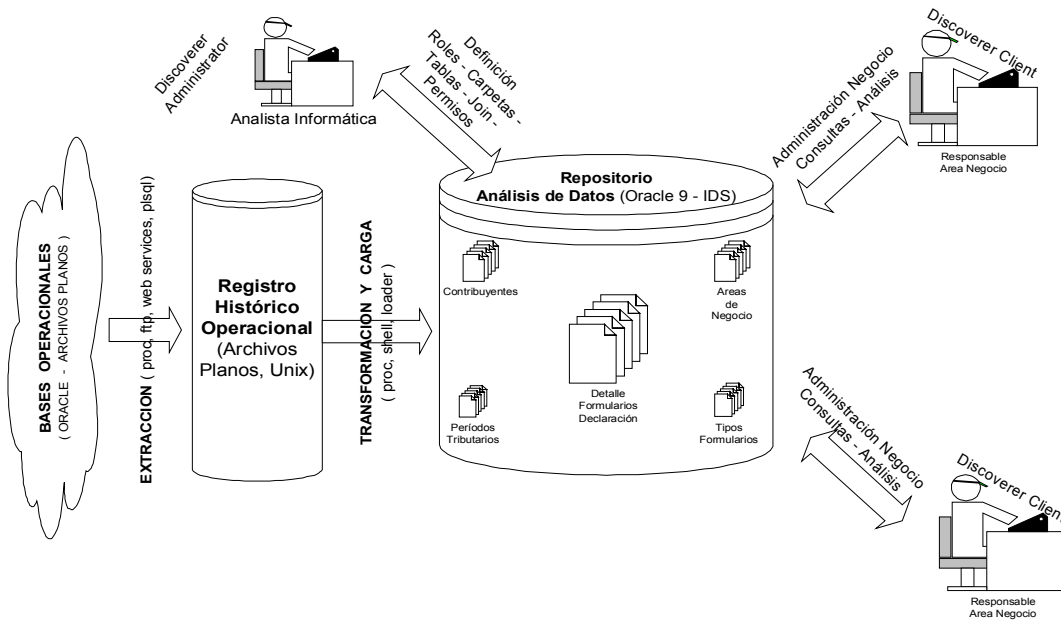 Discoverer
Administrator
Analista Informática
Definición
Roles - Carpetas -
Tablas - Join -
Permisos
Discoverer Client
Administración Negocio
Consultas - Análisis
Responsable
Area Negocio
BASES OPERACIONALES
( ORACLE - ARCHIVOS PLANOS )
EXTRACCION ( proc, ftp, web services, plsql)
Registro
Histórico
Operacional
(Archivos
Planos, Unix)
TRANSFORMACION Y CARGA
( proc, shell, loader )
Repositorio
Análisis de Datos (Oracle 9 - IDS)
Contribuyentes
Areas
de
Negocio
Detalle
Formularios
Declaración
Períodos
Tributarios
Tipos
Formularios
Administración Negocio
Consultas - Análisis
Discoverer Client
Responsable
Area Negocio